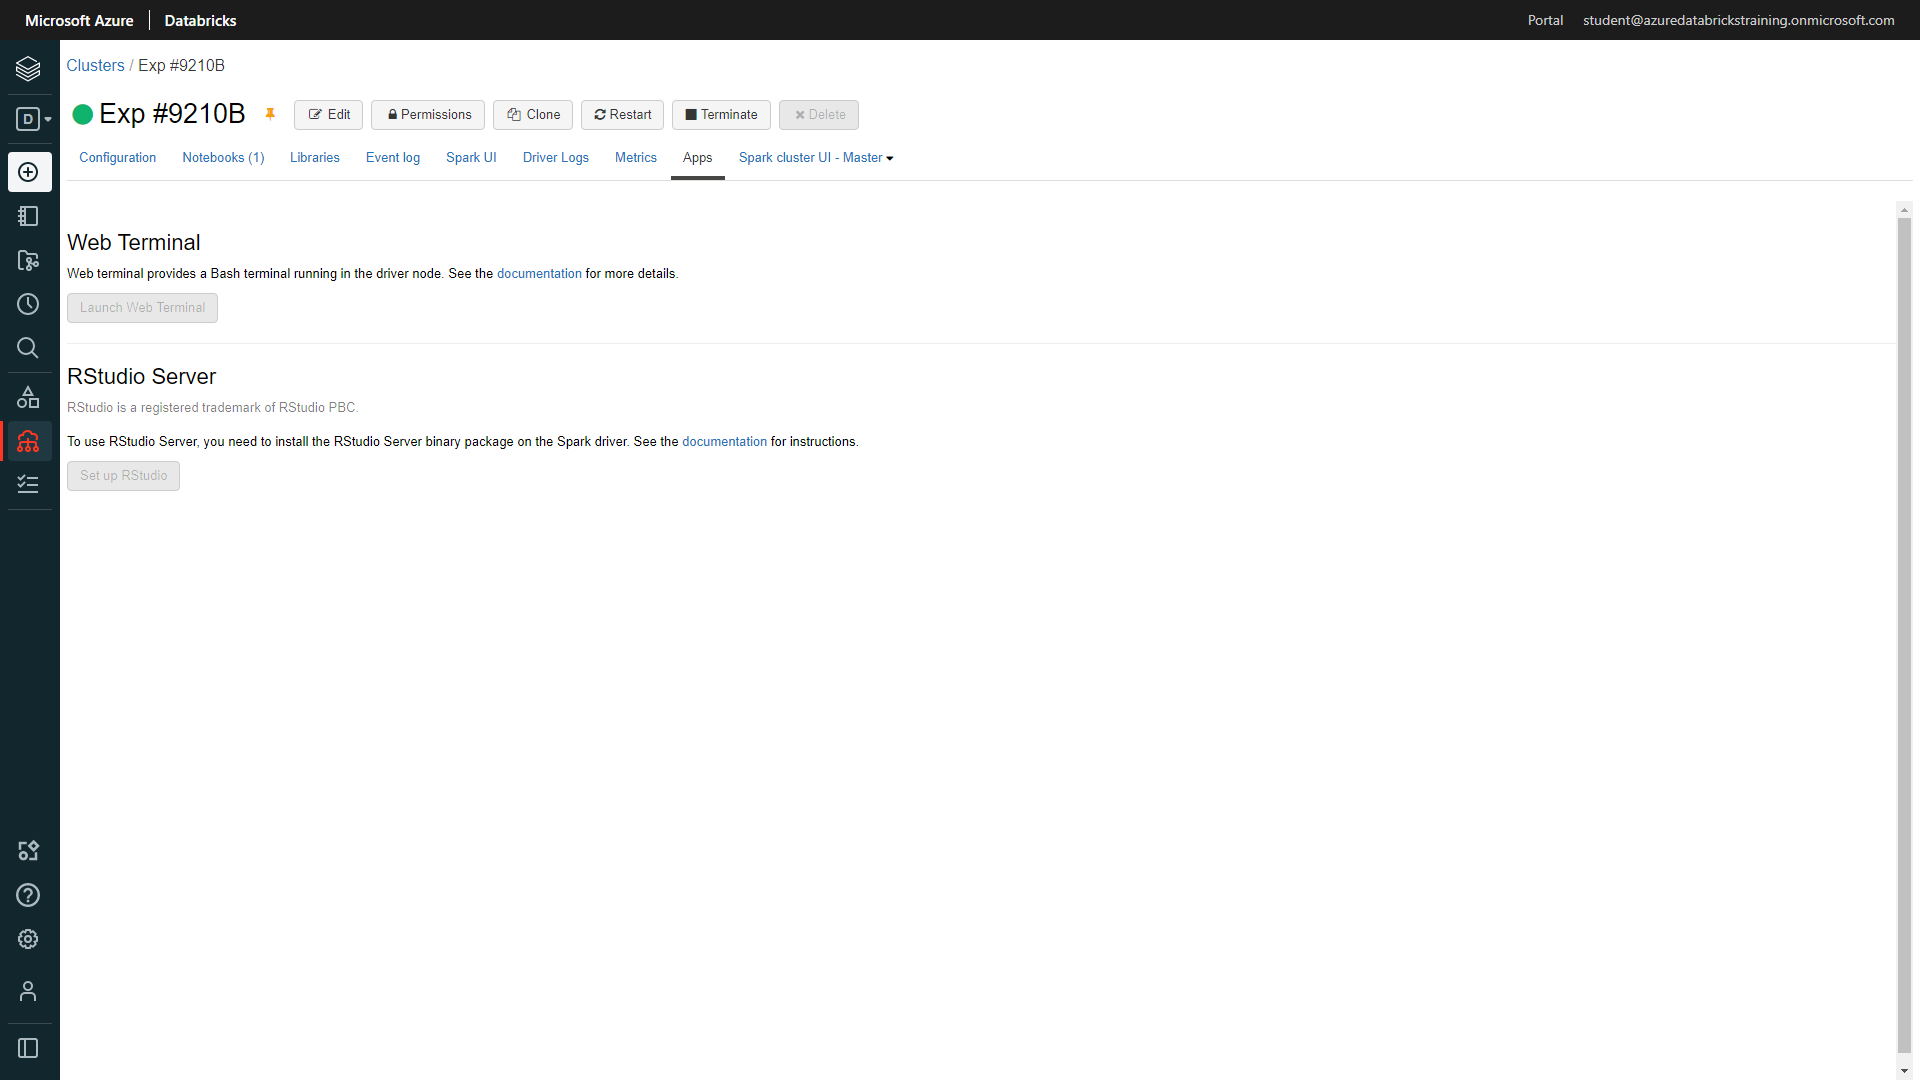 Microsoft Azure Databricks Portal student@azuredatabrickstraining.onmicrosoft.com
Clusters / Exp #9210B
D
Exp #9210B Edit Permissions Clone Restart Terminate Delete
Configuration Notebooks (1) Libraries Event log Spark UI Driver Logs Metrics Apps Spark cluster UI - Master
Web Terminal
Web terminal provides a Bash terminal running in the driver node. See the documentation for more details.
Launch Web Terminal
RStudio Server
RStudio is a registered trademark of RStudio PBC.
To use RStudio Server, you need to install the RStudio Server binary package on the Spark driver. See the documentation for instructions.
Set up RStudio